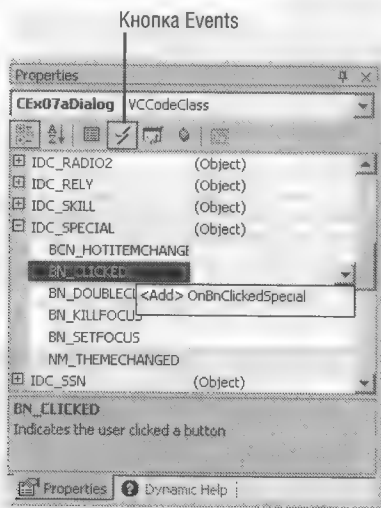 Кнопка Events
Properties
CEx07aDialog VCCodeClass
IDC_RADIO2 (Object)
IDC_RELY (Object)
IDC_SKILL (Object)
IDC_SPECIAL (Object)
BCN_HOTITEMCHANGE
BN_CLICKED
BN_DOUBLECL
<Add> OnBnClickedSpecial
BN_KILLFOCUS
BN_SETFOCUS
NM_THEMECHANGED
IDC_SSN (Object)
BN_CLICKED
Indicates the user clicked a button
Properties Dynamic Help